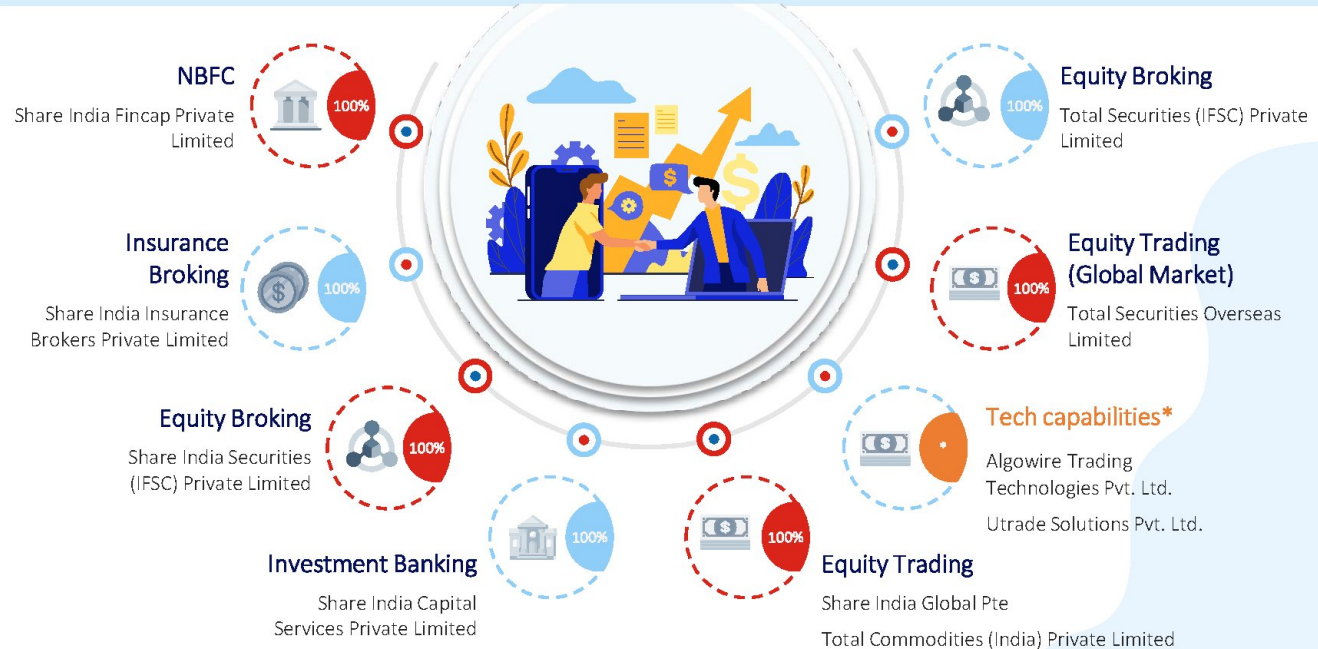 NBFC
Share India Fincap Private
Limited
100%
Insurance
Broking
Share India Insurance
Brokers Private Limited
100%
Equity Broking
Share India Securities
(IFSC) Private Limited
100%
Investment Banking
Share India Capital
Services Private Limited
100%
100%
Equity Trading
Share India Global Pte
Total Commodities (India) Private Limited
*
Tech capabilities*
Algowire Trading
Technologies Pvt. Ltd.
Utrade Solutions Pvt. Ltd.
100%
Equity Trading
(Global Market)
Total Securities Overseas
Limited
100%
Equity Broking
Total Securities (IFSC) Private
Limited